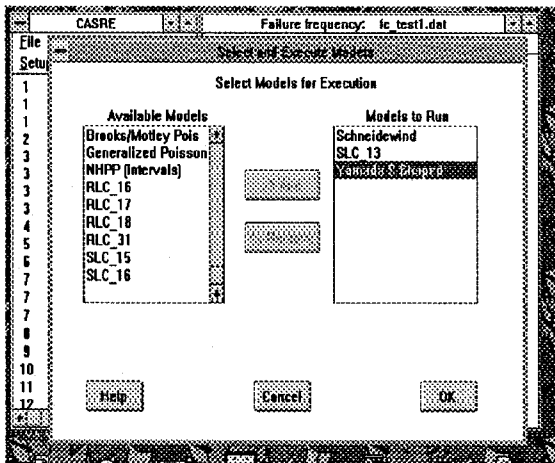 CASRE
Failure frequency: fc_test1.dat
File
Setup
Select and Execute Models
Select Models for Execution
Available Models
Models to Run
Brooks/Motley Pois
Generalized Poisson
NHPP (Intervals)
RLC_16
RLC_17
RLC_18
RLC_31
SLC_15
SLC_16
Schneidewind
SLC_13
Yamada S-Shaped
1
1
1
2
3
3
3
3
4
5
6
7
7
7
8
9
10
11
12
Help
Cancel
OK